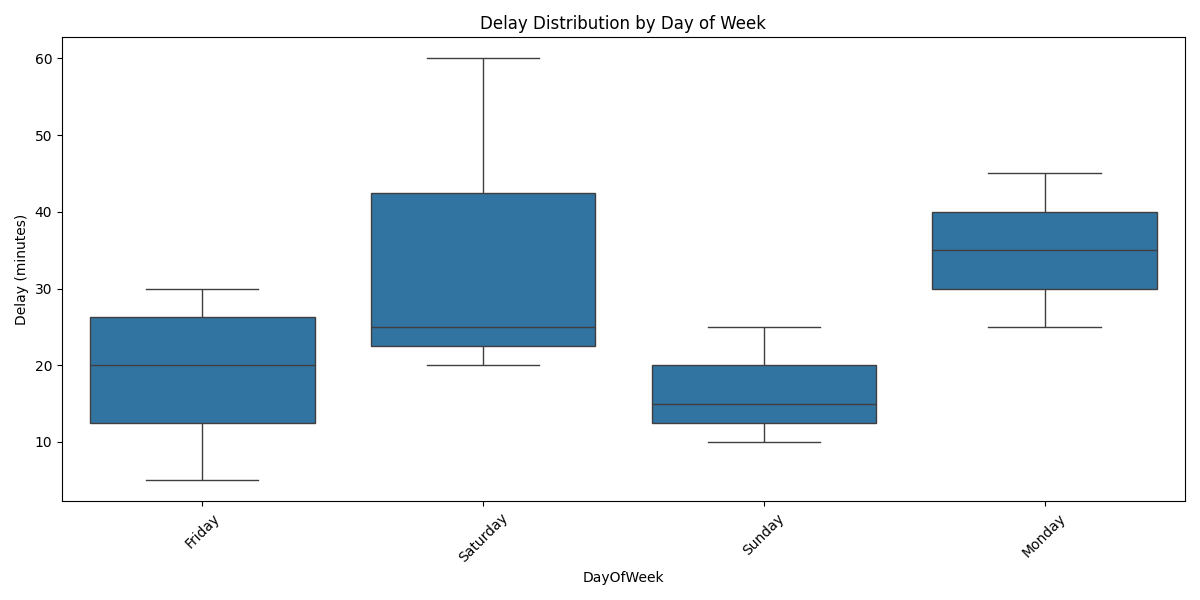 Delay Distribution by Day of Week
Delay (minutes)
60
50
40
30
20
10
Friday
Saturday
Sunday
Monday
DayOfWeek